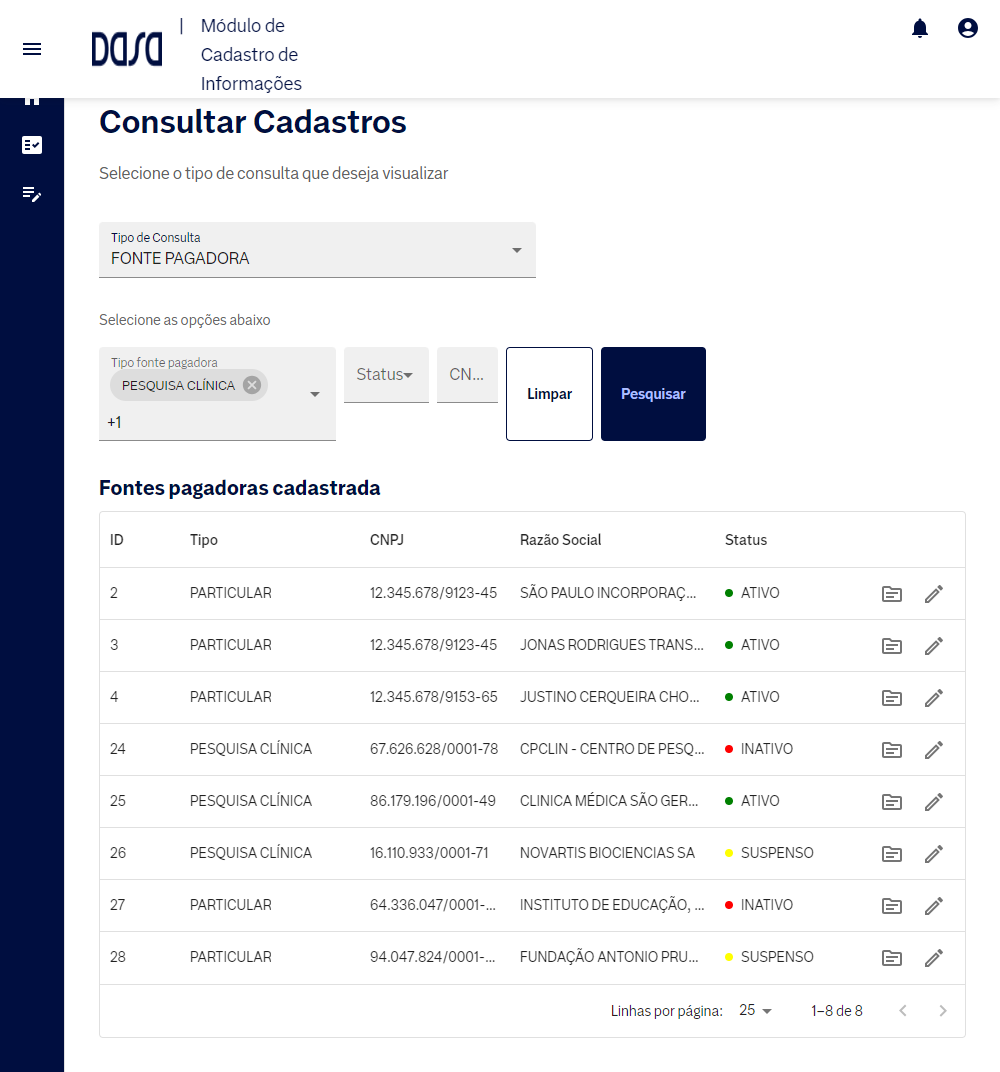 DASA
|
Módulo de
Cadastro de
Informações
Consultar Cadastros
Selecione o tipo de consulta que deseja visualizar
Tipo de Consulta
FONTE PAGADORA
Selecione as opções abaixo
Tipo fonte pagadora
PESQUISA CLÍNICA
+1
Status
CN...
Limpar
Pesquisar
Fontes pagadoras cadastrada
ID Tipo CNPJ Razão Social Status
2 PARTICULAR 12.345.678/9123-45 SÃO PAULO INCORPORAÇ... ATIVO
3 PARTICULAR 12.345.678/9123-45 JONAS RODRIGUES TRANS... ATIVO
4 PARTICULAR 12.345.678/9153-65 JUSTINO CERQUEIRA CHO... ATIVO
24 PESQUISA CLÍNICA 67.626.628/0001-78 CPCLIN - CENTRO DE PESQ... INATIVO
25 PESQUISA CLÍNICA 86.179.196/0001-49 CLINICA MÉDICA SÃO GER... ATIVO
26 PESQUISA CLÍNICA 16.110.933/0001-71 NOVARTIS BIOCIENCIAS SA SUSPENSO
27 PARTICULAR 64.336.047/0001-... INSTITUTO DE EDUCAÇÃO, ... INATIVO
28 PARTICULAR 94.047.824/0001-... FUNDAÇÃO ANTONIO PRU... SUSPENSO
Linhas por página: 25 1–8 de 8